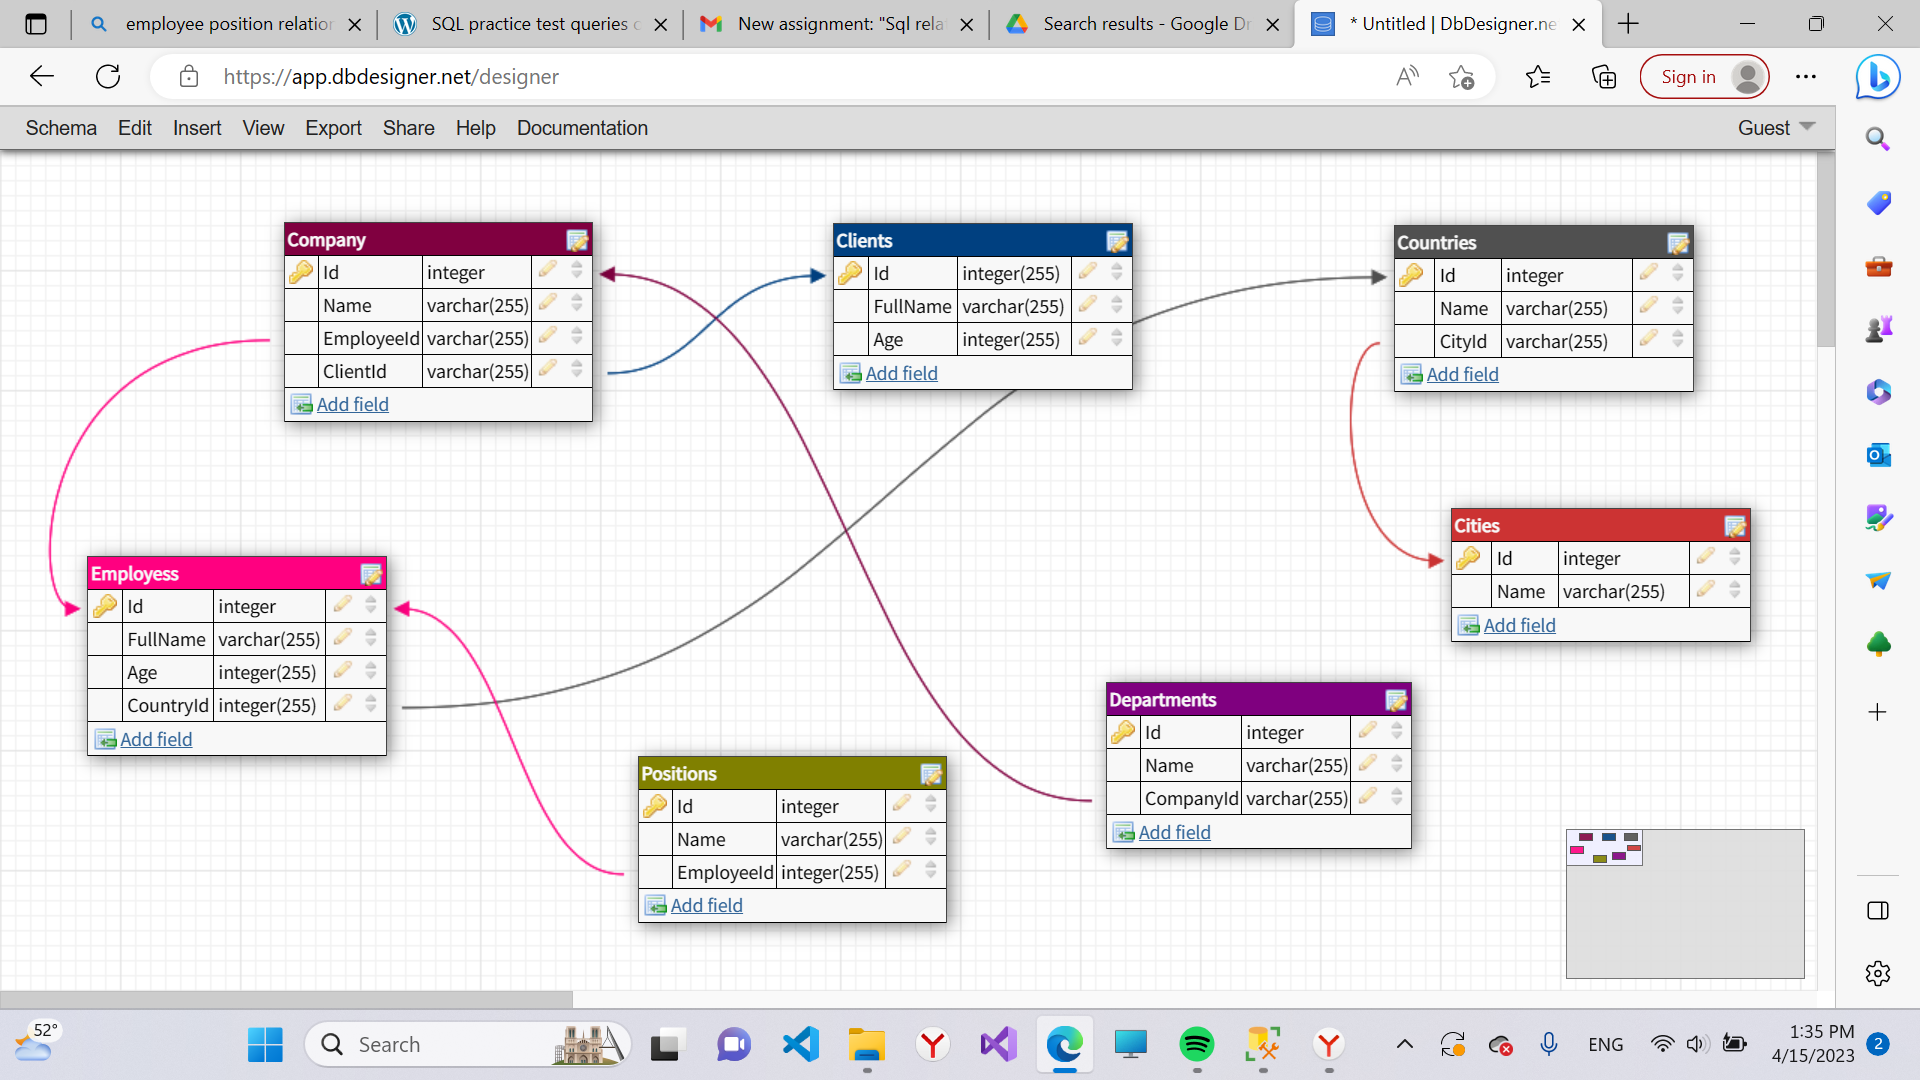 employee position relation
SQL practice test queries
New assignment: "Sql rela
Search results - Google Dr
* Untitled | DbDesigner.ne
https://app.dbdesigner.net/designer
Sign in
Schema Edit Insert View Export Share Help Documentation
Guest
Company
Id integer
Name varchar(255)
EmployeeId varchar(255)
ClientId varchar(255)
Add field
Clients
Id integer(255)
FullName varchar(255)
Age integer(255)
Add field
Countries
Id integer
Name varchar(255)
CityId varchar(255)
Add field
Cities
Id integer
Name varchar(255)
Add field
Employess
Id integer
FullName varchar(255)
Age integer(255)
CountryId integer(255)
Add field
Departments
Id integer
Name varchar(255)
CompanyId varchar(255)
Add field
Positions
Id integer
Name varchar(255)
EmployeeId integer(255)
Add field
52°
Search
ENG
1:35 PM
4/15/2023
2